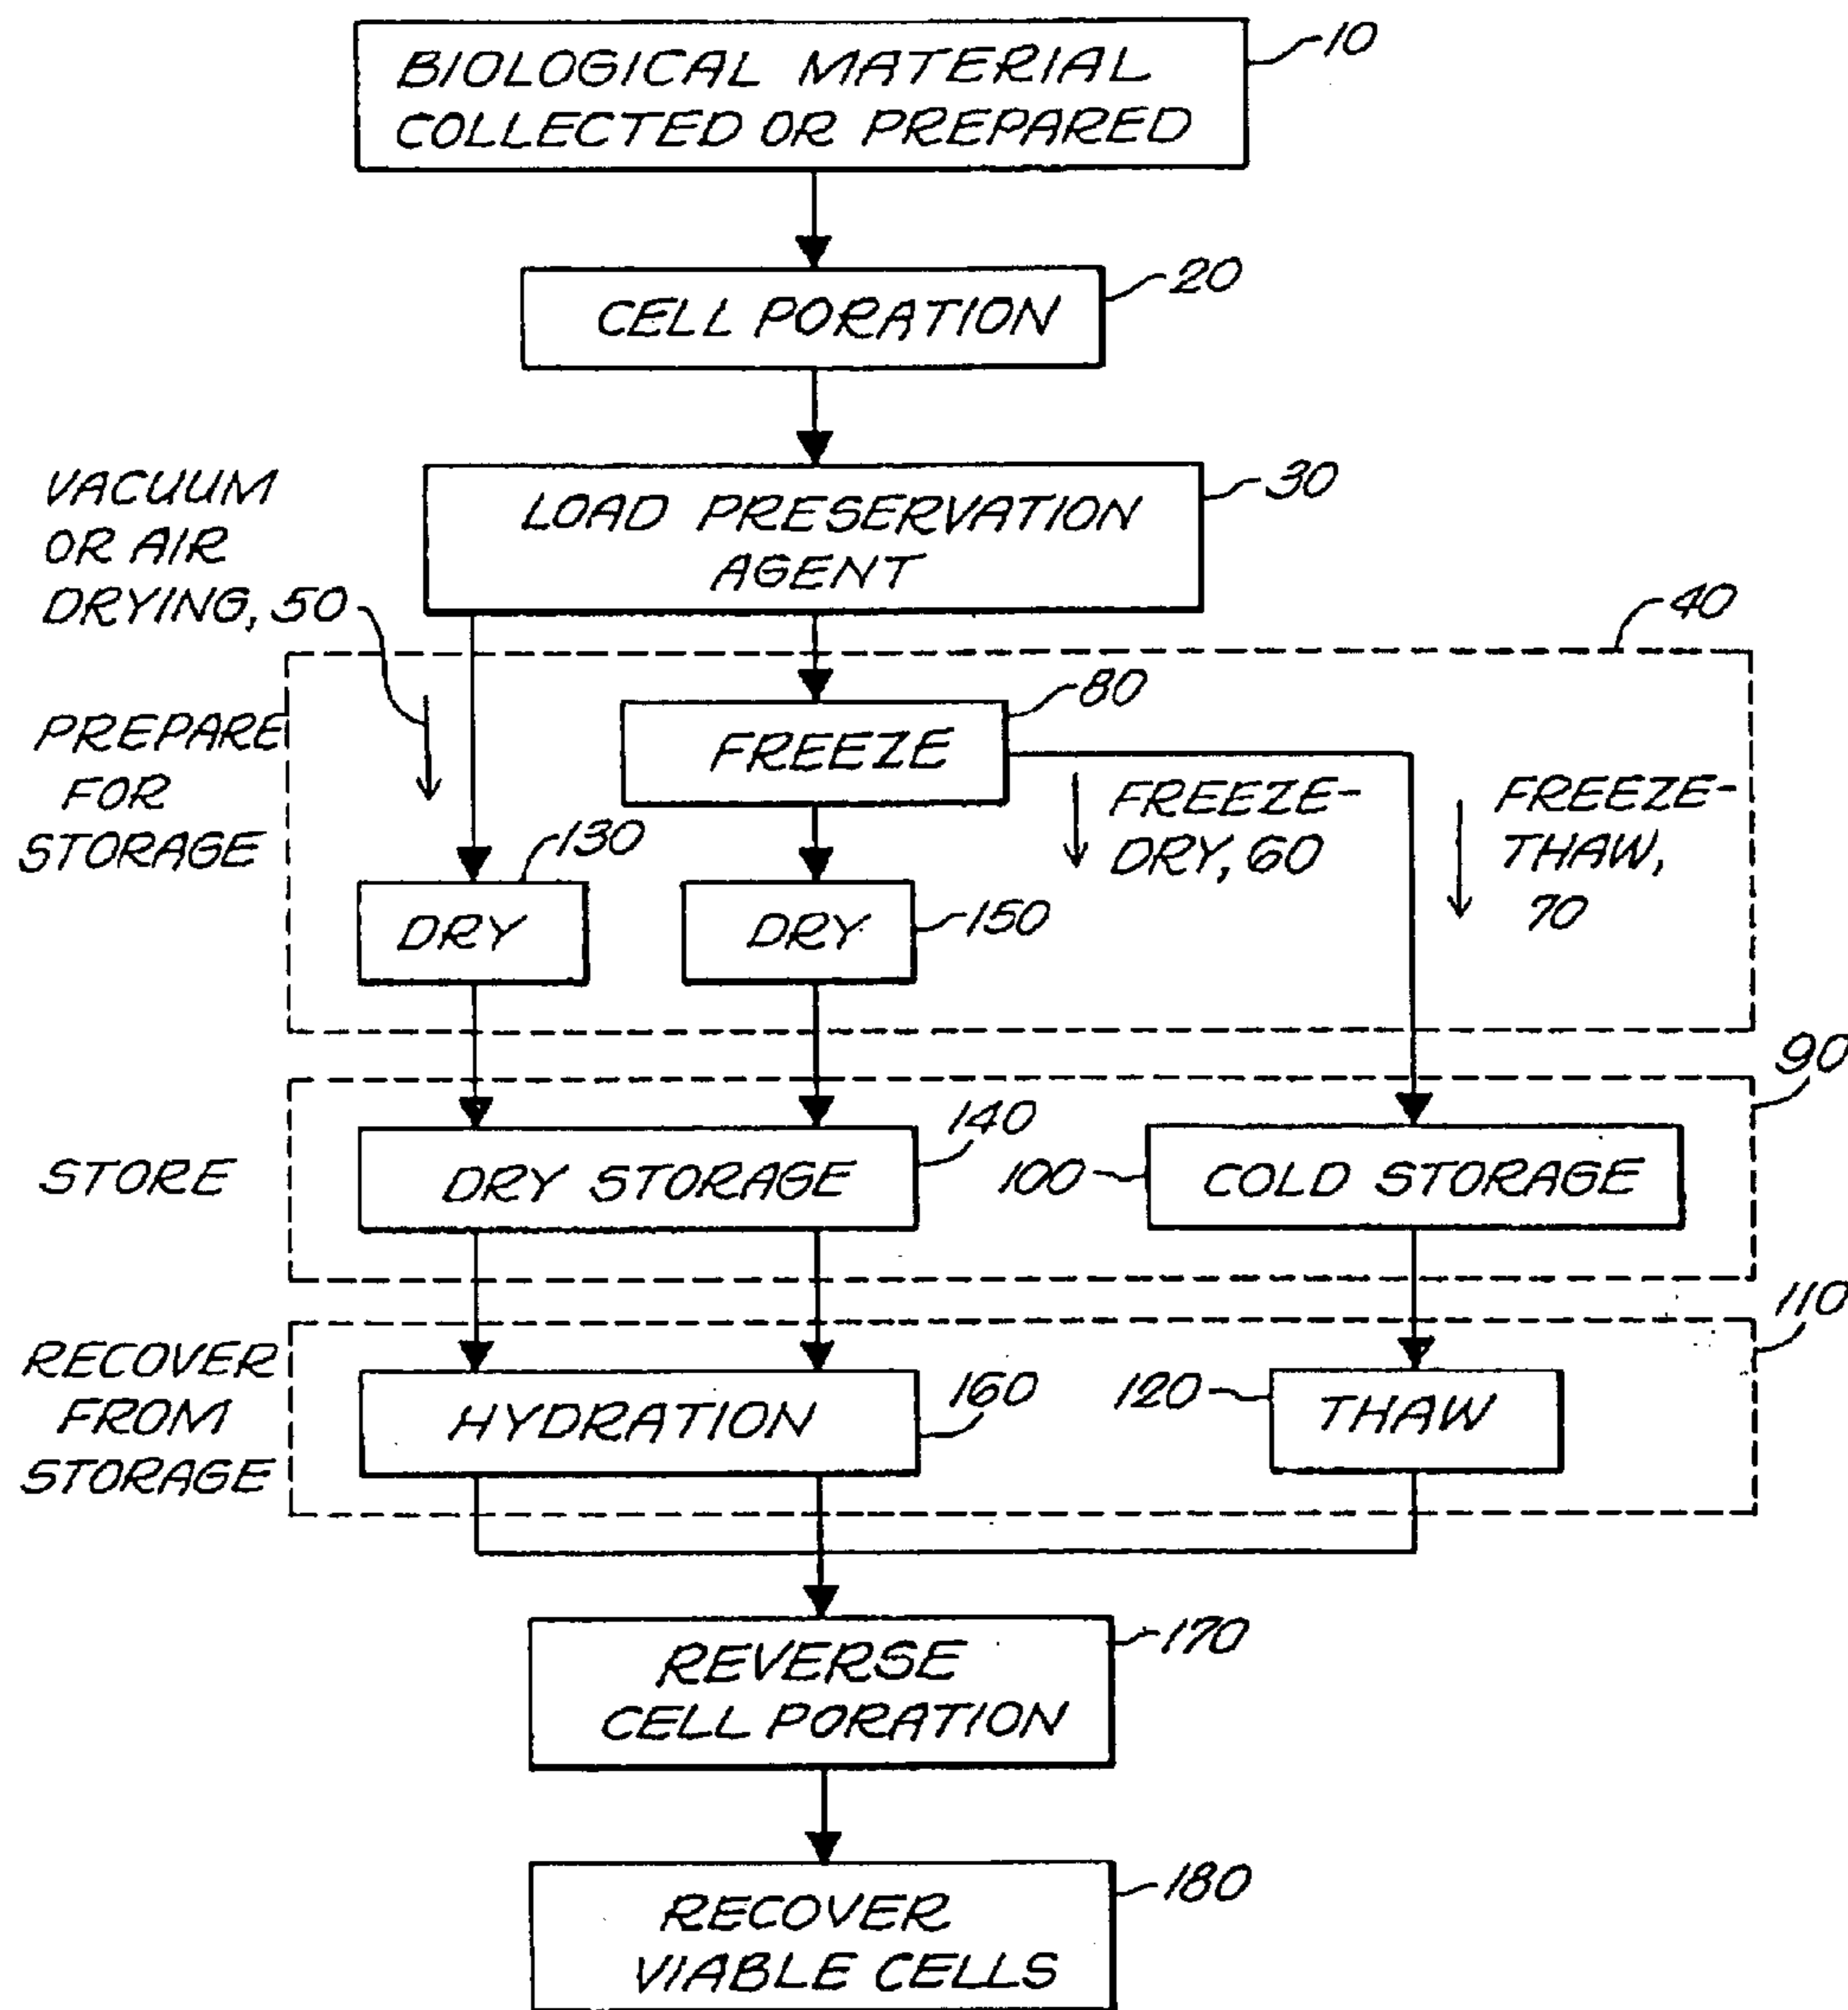 BIOLOGICAL MATERIAL
COLLECTED OR PREPARED
10
CELL PORATION
20
LOAD PRESERVATION
AGENT
30
VACUUM
OR AIR
DRYING, 50
40
PREPARE
FOR
STORAGE
FREEZE
80
FREEZE-
DRY, 60
FREEZE-
THAW,
70
130
DRY
DRY
150
90
STORE
DRY STORAGE
140
100
COLD STORAGE
110
RECOVER
FROM
STORAGE
HYDRATION
160
120
THAW
REVERSE
CELL PORATION
170
RECOVER
VIABLE CELLS
180